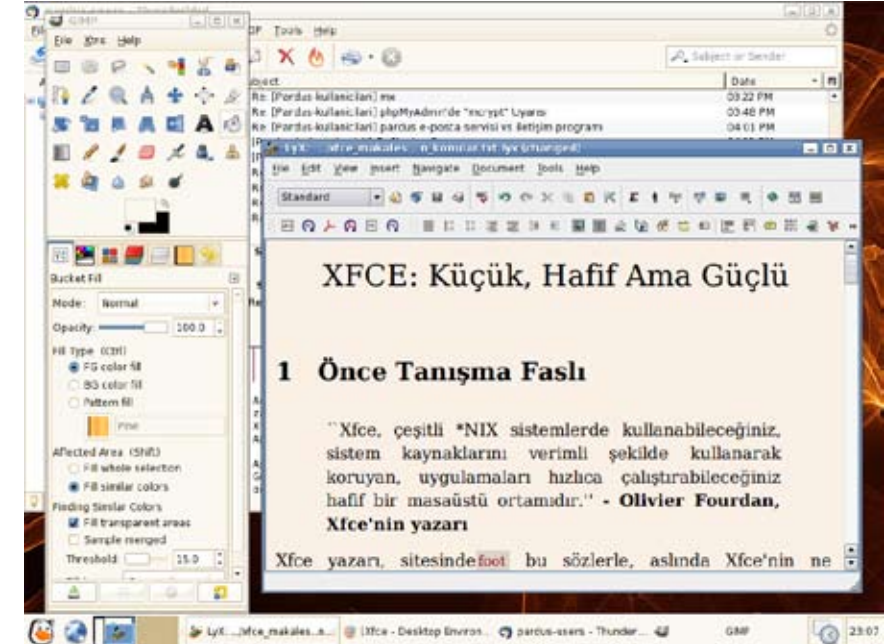 GIMP
File Xtns Help
Tools Help
Subject or Sender
Date
Re: [Pardus-kullanicilari] me
03:22 PM
Re: [Pardus-kullanicilari] phpMyAdmin'de "mcrypt" Uyarısı
03:48 PM
Re: [Pardus-kullanicilari] pardus e-posta servisi vs iletişim programı
04:01 PM
File Edit View Insert Navigate Document Tools Help
Standard
XFCE: Küçük, Hafif Ama Güçlü
1 Önce Tanışma Faslı
``Xfce, çeşitli *NIX sistemlerde kullanabileceğiniz,
sistem kaynaklarını verimli şekilde kullanarak
koruyan, uygulamaları hızlıca çalıştırabileceğiniz
hafif bir masaüstü ortamıdır.'' - Olivier Fourdan,
Xfce'nin yazarı
Xfce yazarı, sitesinde foot bu sözlerle, aslında Xfce'nin ne
Bucket Fill
Mode: Normal
Opacity: 100.0
Fill Type (Ctrl)
FG color fill
BG color fill
Pattern fill
Pine
Affected Area (Shift)
Fill whole selection
Fill similar colors
Finding Similar Colors
Fill transparent areas
Sample merged
Threshold: 15.0
LyX: ...xfce_makales...n...
[Xfce - Desktop Environ...
pardus-users - Thunder...
GIMP
23:07